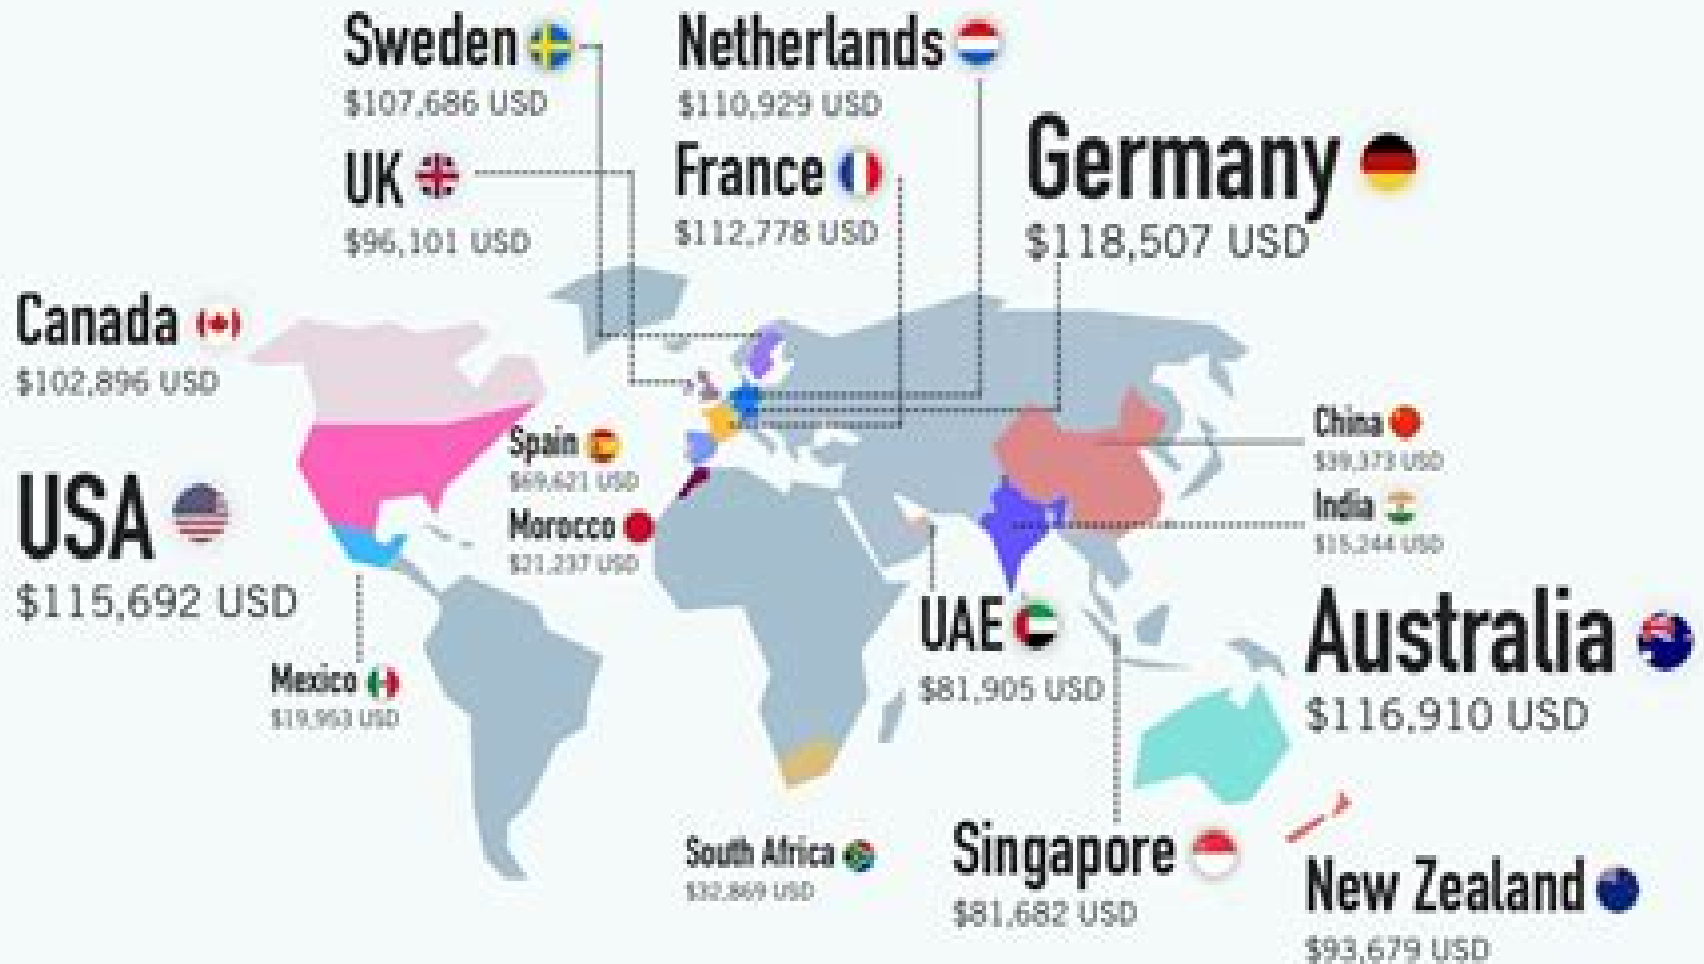 Sweden
$107,686 USD
Netherlands
$110,929 USD
UK
$96,101 USD
France
$112,778 USD
Germany
$118,507 USD
Canada
$102,896 USD
USA
$115,692 USD
Spain
$69,621 USD
Morocco
$21,237 USD
China
$39,373 USD
India
$15,244 USD
Mexico
$19,953 USD
UAE
$81,905 USD
Australia
$116,910 USD
South Africa
$32,869 USD
Singapore
$81,682 USD
New Zealand
$93,679 USD